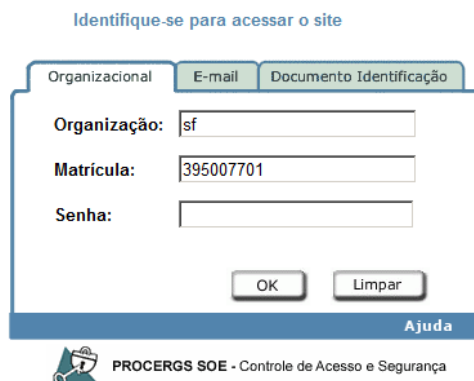 Identifique-se para acessar o site
Organizacional E-mail Documento Identificação
Organização: sf
Matrícula: 395007701
Senha:
OK Limpar
Ajuda
PROCERGS SOE - Controle de Acesso e Segurança